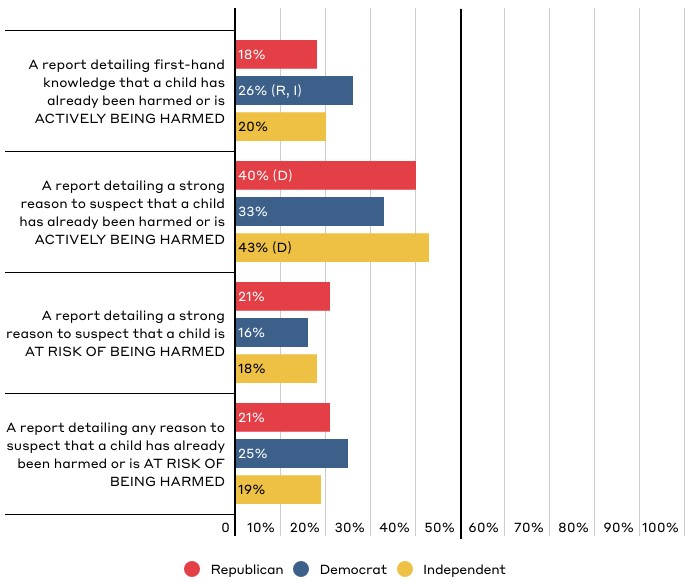 A report detailing first-hand
knowledge that a child has
already been harmed or is
ACTIVELY BEING HARMED
18%
26% (R, I)
20%
A report detailing a strong
reason to suspect that a child
has already been harmed or is
ACTIVELY BEING HARMED
40% (D)
33%
43% (D)
A report detailing a strong
reason to suspect that a child is
AT RISK OF BEING HARMED
21%
16%
18%
A report detailing any reason to
suspect that a child has already
been harmed or is AT RISK OF
BEING HARMED
21%
25%
19%
0 10% 20% 30% 40% 50% 60% 70% 80% 90% 100%
Republican Democrat Independent